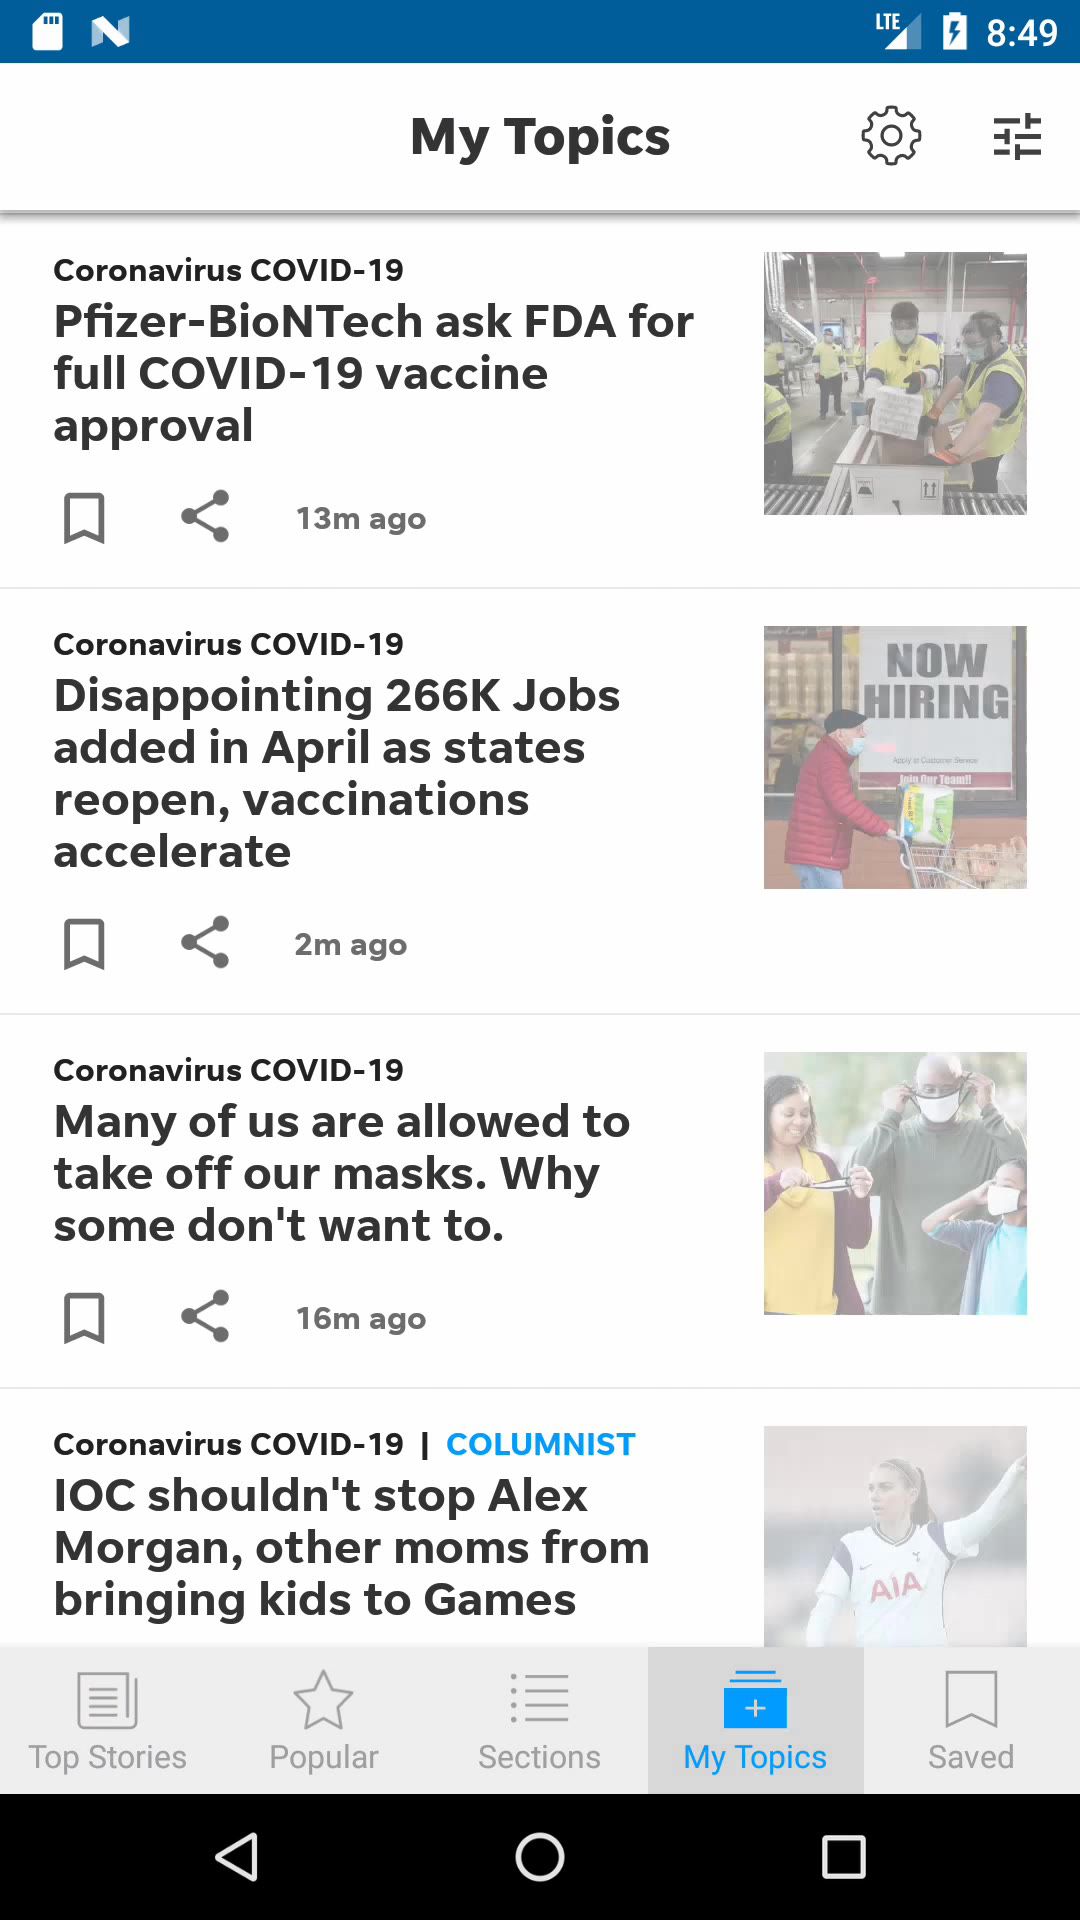 LTE 8:49
My Topics
Coronavirus COVID-19
Pfizer-BioNTech ask FDA for
full COVID-19 vaccine
approval
13m ago
Coronavirus COVID-19
Disappointing 266K Jobs
added in April as states
reopen, vaccinations
accelerate
2m ago
NOW
HIRING
Apply at Customer Service
Join Our Team!!
Coronavirus COVID-19
Many of us are allowed to
take off our masks. Why
some don't want to.
16m ago
Coronavirus COVID-19 | COLUMNIST
IOC shouldn't stop Alex
Morgan, other moms from
bringing kids to Games
AIA
Top Stories
Popular
Sections
My Topics
Saved